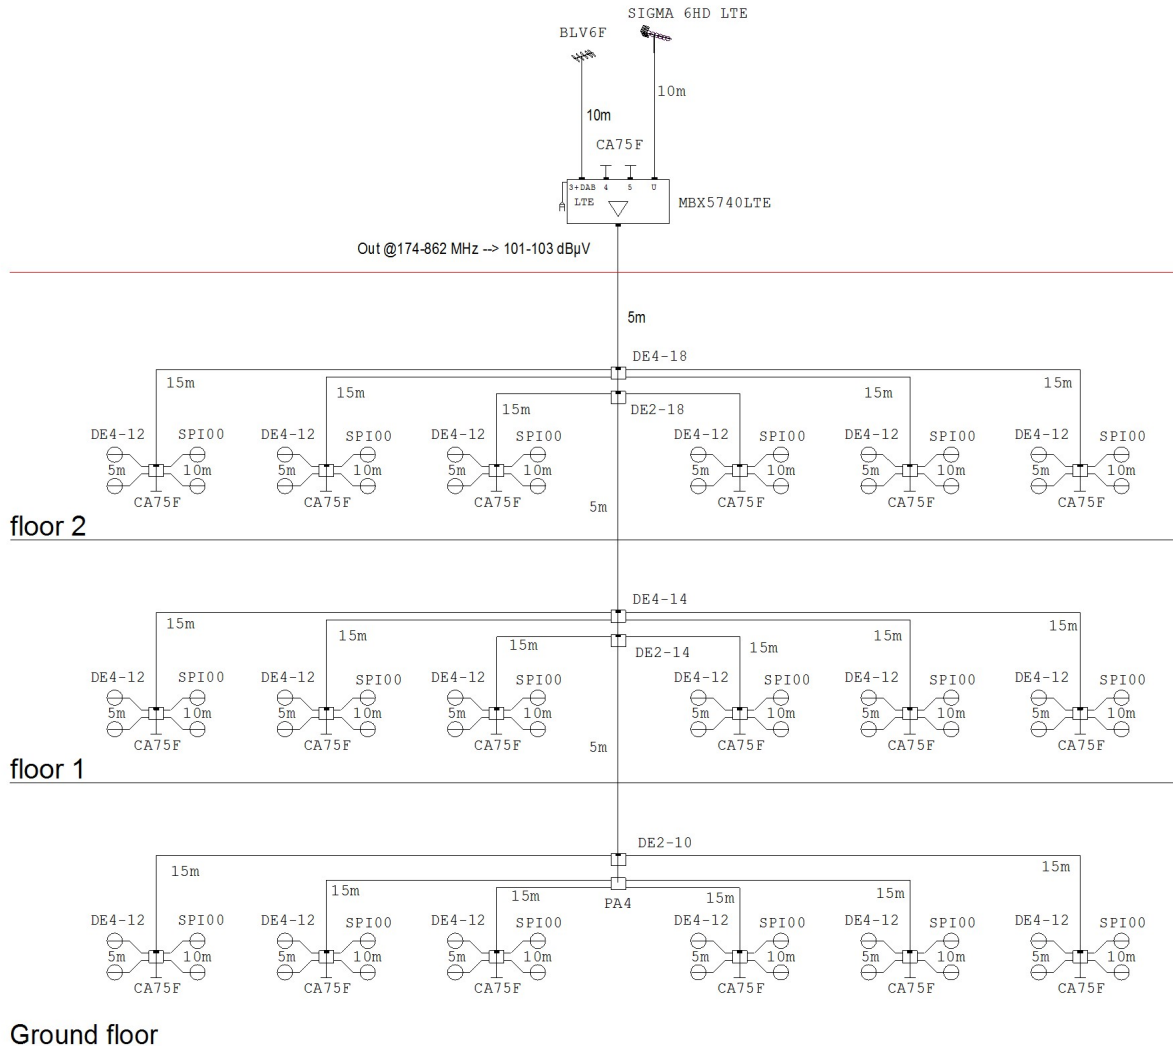 SIGMA 6HD LTE
BLV6F
10m
10m
CA75F
3+DAB 4 5 U
LTE
MBX5740LTE
Out @174-862 MHz --> 101-103 dBµV
5m
DE4-18
15m 15m 15m DE2-18 15m 15m
DE4-12 SPI00 DE4-12 SPI00 DE4-12 SPI00 DE4-12 SPI00 DE4-12 SPI00 DE4-12 SPI00
5m 10m 5m 10m 5m 10m 5m 10m 5m 10m 5m 10m
CA75F CA75F CA75F 5m CA75F CA75F CA75F
floor 2
DE4-14
15m 15m 15m DE2-14 15m 15m 15m
DE4-12 SPI00 DE4-12 SPI00 DE4-12 SPI00 DE4-12 SPI00 DE4-12 SPI00 DE4-12 SPI00
5m 10m 5m 10m 5m 10m 5m 10m 5m 10m 5m 10m
CA75F CA75F CA75F 5m CA75F CA75F CA75F
floor 1
DE2-10
15m 15m 15m PA4 15m 15m 15m
DE4-12 SPI00 DE4-12 SPI00 DE4-12 SPI00 DE4-12 SPI00 DE4-12 SPI00 DE4-12 SPI00
5m 10m 5m 10m 5m 10m 5m 10m 5m 10m 5m 10m
CA75F CA75F CA75F CA75F CA75F CA75F
Ground floor